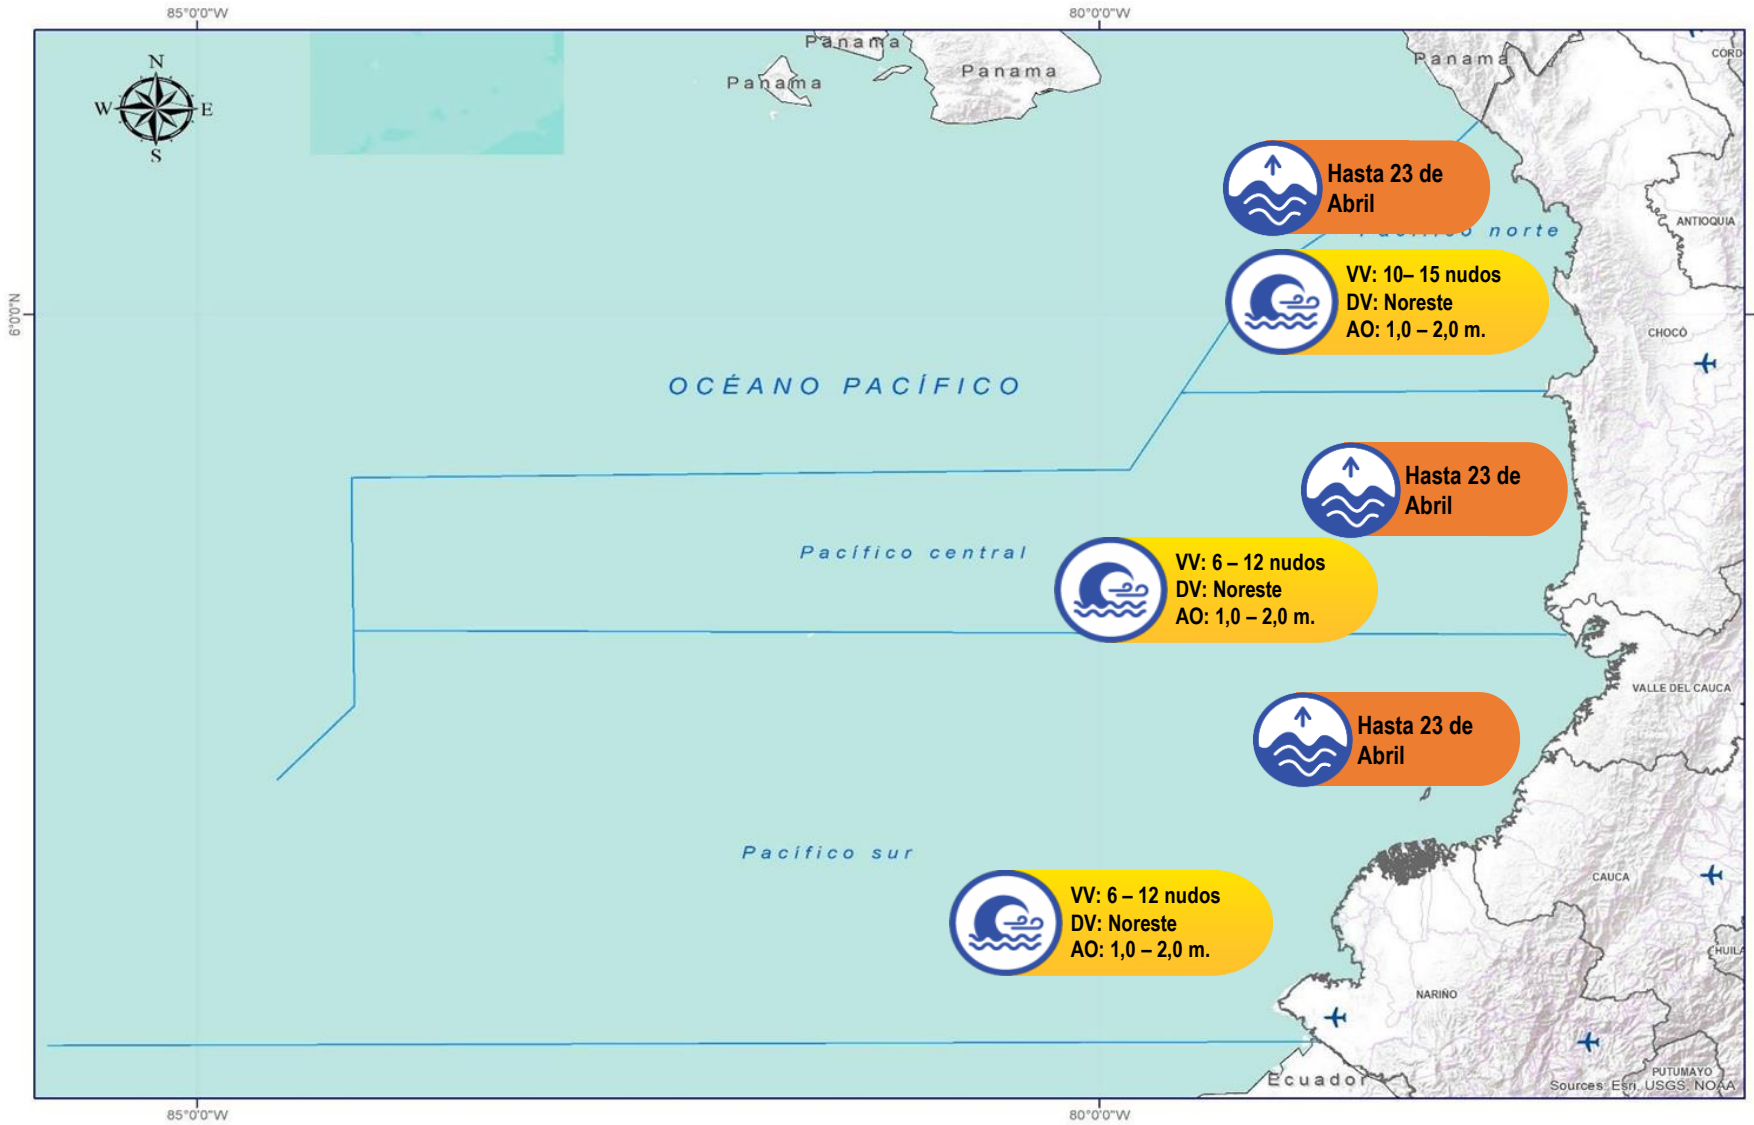 85°0'0"W
80°0'0"W
N
W
E
S
Panama
Panama
Panama
Panama
CORD
Hasta 23 de
Abril
ANTIOQUIA
Pacífico norte
VV: 10– 15 nudos
DV: Noreste
AO: 1,0 – 2,0 m.
6°0'0"N
CHOCÓ
OCÉANO PACÍFICO
Hasta 23 de
Abril
Pacífico central
VV: 6 – 12 nudos
DV: Noreste
AO: 1,0 – 2,0 m.
VALLE DEL CAUCA
Hasta 23 de
Abril
Pacífico sur
CAUCA
VV: 6 – 12 nudos
DV: Noreste
AO: 1,0 – 2,0 m.
HUILA
NARIÑO
Ecuador
PUTUMAYO
Sources: Esri, USGS, NOAA
85°0'0"W
80°0'0"W